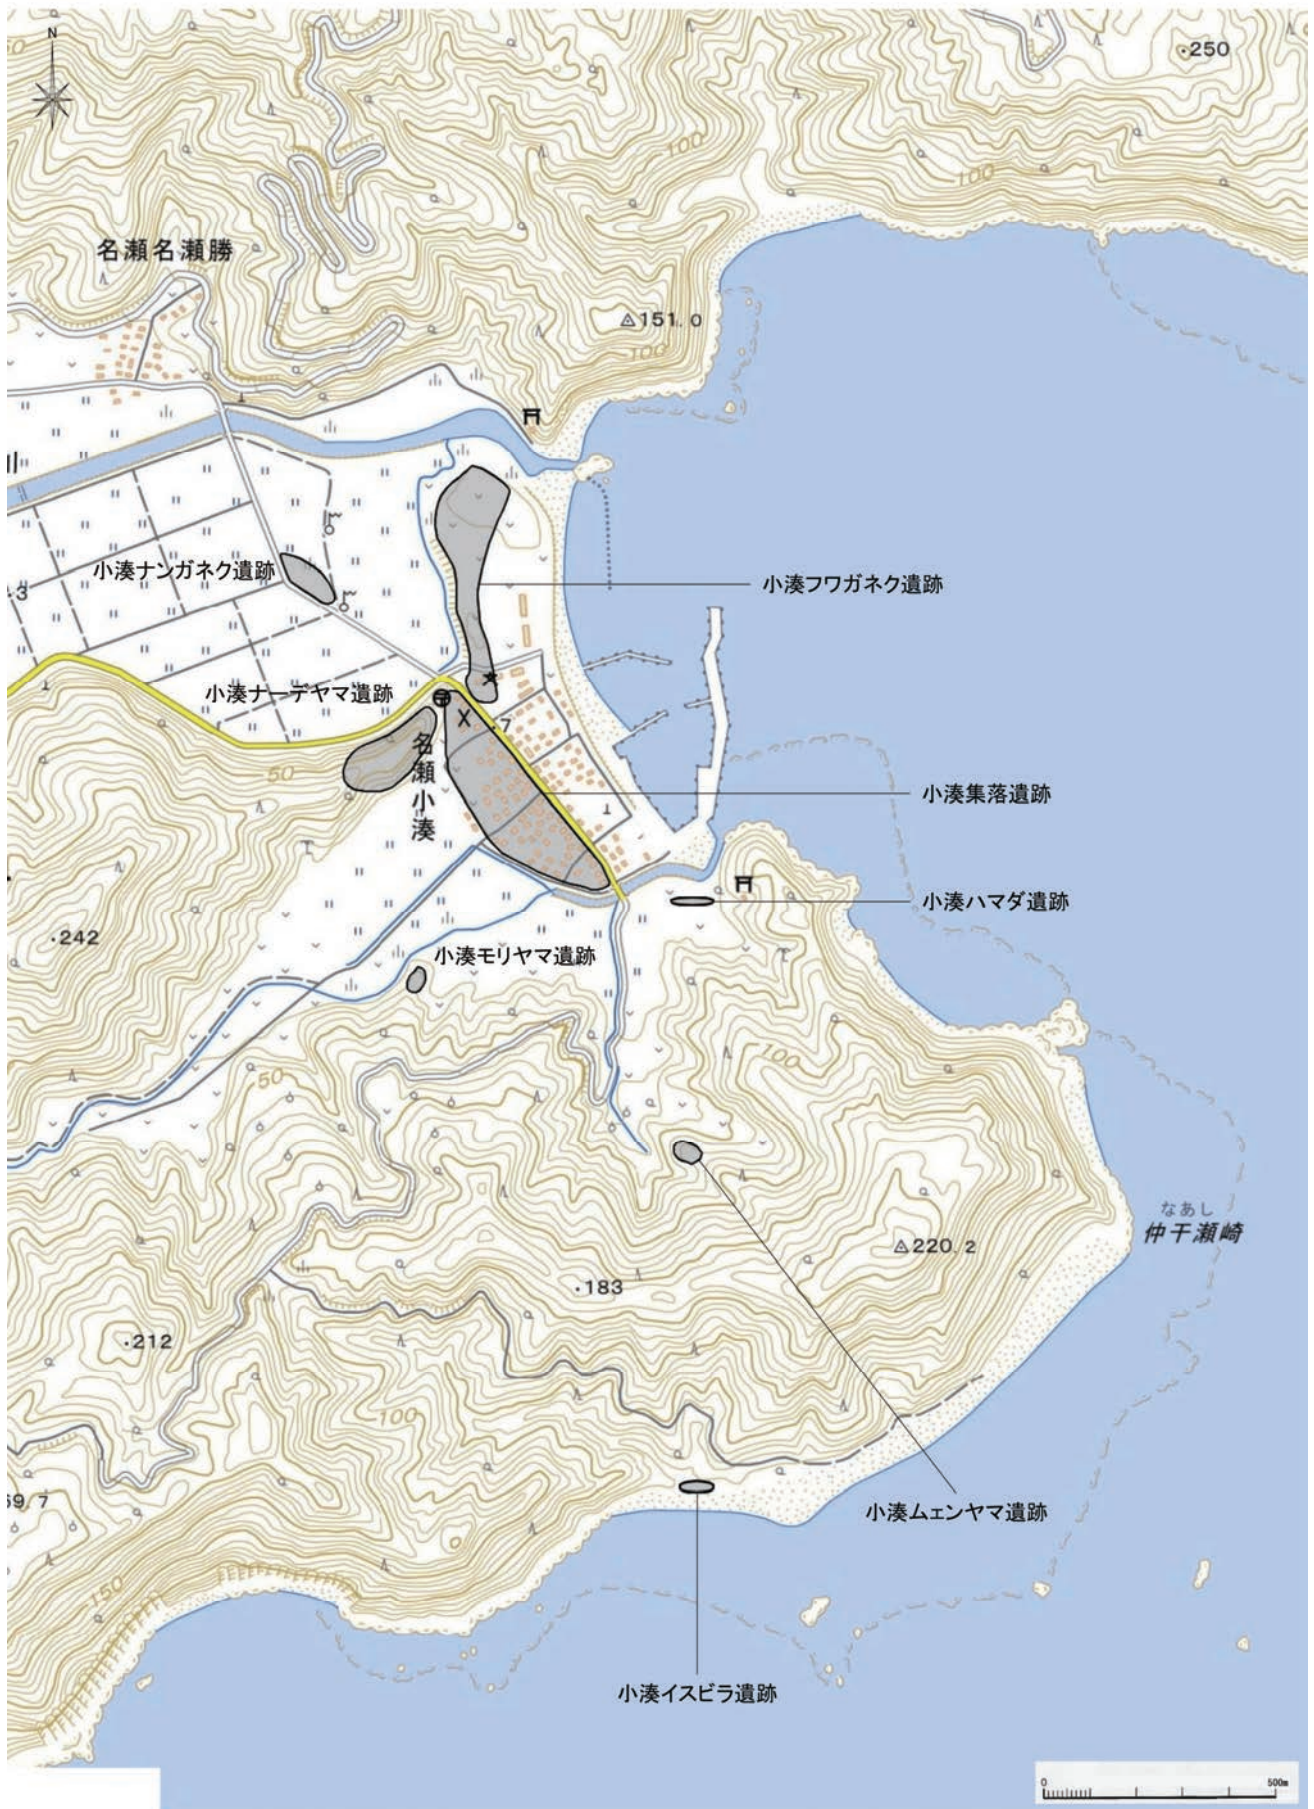 N
250
100
100
名瀬名瀬勝
151.0
100
小湊ナンガネク遺跡
小湊フワガネク遺跡
3
小湊ナーデヤマ遺跡
7
50
名瀬小湊
小湊集落遺跡
小湊ハマダ遺跡
242
小湊モリヤマ遺跡
100
50
なあし
仲干瀬崎
220.2
183
212
100
69.7
小湊ムェンヤマ遺跡
150
小湊イスビラ遺跡
0 500m